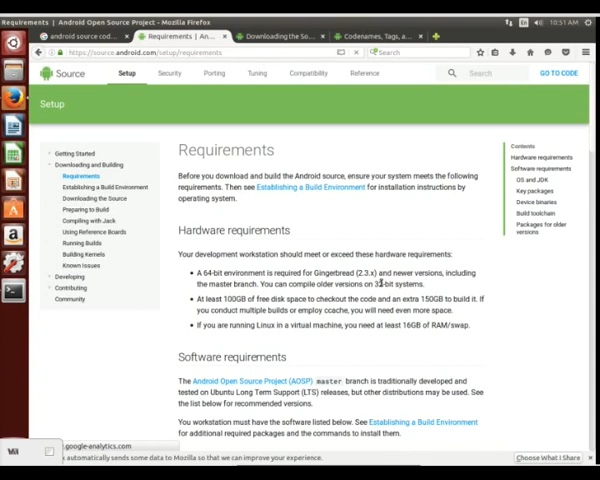 Requirements | Android Open Source Project - Mozilla Firefox
En
10:51 AM
android source cod...
Requirements | An...
Downloading the So...
Codenames, Tags, a...
https://source.android.com/setup/requirements
Search
Source
Setup
Security
Porting
Tuning
Compatibility
Reference
Search
GO TO CODE
Setup
Getting Started
Downloading and Building
Requirements
Establishing a Build Environment
Downloading the Source
Preparing to Build
Compiling with Jack
Using Reference Boards
Running Builds
Building Kernels
Known Issues
Developing
Contributing
Community
Requirements
Before you download and build the Android source, ensure your system meets the following
requirements. Then see Establishing a Build Environment for installation instructions by
operating system.
Hardware requirements
Your development workstation should meet or exceed these hardware requirements:
A 64-bit environment is required for Gingerbread (2.3.x) and newer versions, including
the master branch. You can compile older versions on 32-bit systems.
At least 100GB of free disk space to checkout the code and an extra 150GB to build it. If
you conduct multiple builds or employ ccache, you will need even more space.
If you are running Linux in a virtual machine, you need at least 16GB of RAM/swap.
Software requirements
The Android Open Source Project (AOSP) master branch is traditionally developed and
tested on Ubuntu Long Term Support (LTS) releases, but other distributions may be used. See
the list below for recommended versions.
You workstation must have the software listed below. See Establishing a Build Environment
for additional required packages and the commands to install them.
Contents
Hardware requirements
Software requirements
OS and JDK
Key packages
Device binaries
Build toolchain
Packages for older
versions
.google-analytics.com
automatically sends some data to Mozilla so that we can improve your experience.
Choose What I Share